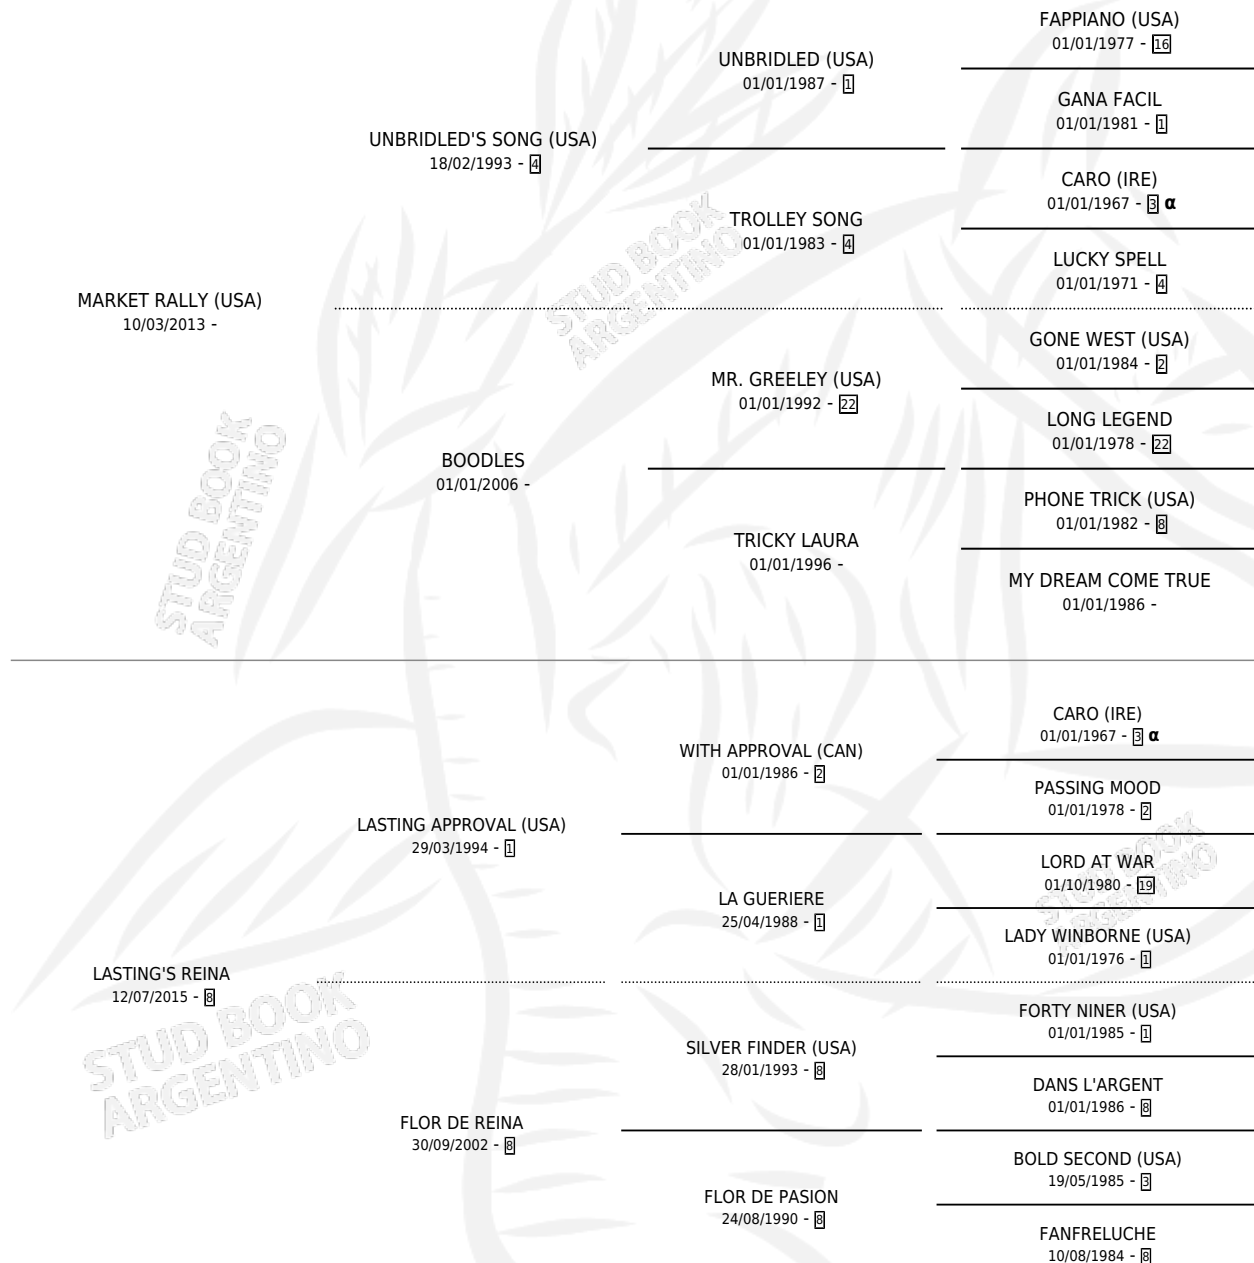 FAPPIANO (USA)
01/01/1977 - 16
UNBRIDLED (USA)
01/01/1987 - 1
GANA FACIL
01/01/1981 - 1
UNBRIDLED'S SONG (USA)
18/02/1993 - 4
CARO (IRE)
01/01/1967 - 3 α
TROLLEY SONG
01/01/1983 - 4
LUCKY SPELL
01/01/1971 - 4
MARKET RALLY (USA)
10/03/2013 -
GONE WEST (USA)
01/01/1984 - 2
MR. GREELEY (USA)
01/01/1992 - 22
LONG LEGEND
01/01/1978 - 22
BOODLES
01/01/2006 -
PHONE TRICK (USA)
01/01/1982 - 8
TRICKY LAURA
01/01/1996 -
MY DREAM COME TRUE
01/01/1986 -
CARO (IRE)
01/01/1967 - 3 α
WITH APPROVAL (CAN)
01/01/1986 - 2
PASSING MOOD
01/01/1978 - 2
LASTING APPROVAL (USA)
29/03/1994 - 1
LORD AT WAR
01/10/1980 - 19
LA GUERIERE
25/04/1988 - 1
LADY WINBORNE (USA)
01/01/1976 - 1
LASTING'S REINA
12/07/2015 - 8
FORTY NINER (USA)
01/01/1985 - 1
SILVER FINDER (USA)
28/01/1993 - 8
DANS L'ARGENT
01/01/1986 - 8
FLOR DE REINA
30/09/2002 - 8
BOLD SECOND (USA)
19/05/1985 - 3
FLOR DE PASION
24/08/1990 - 8
FANFRELUCHE
10/08/1984 - 8
STUD BOOK
ARGENTINO
STUD BOOK
ARGENTINO
STUD BOOK
ARGENTINO
STUD BOOK
ARGENTINO